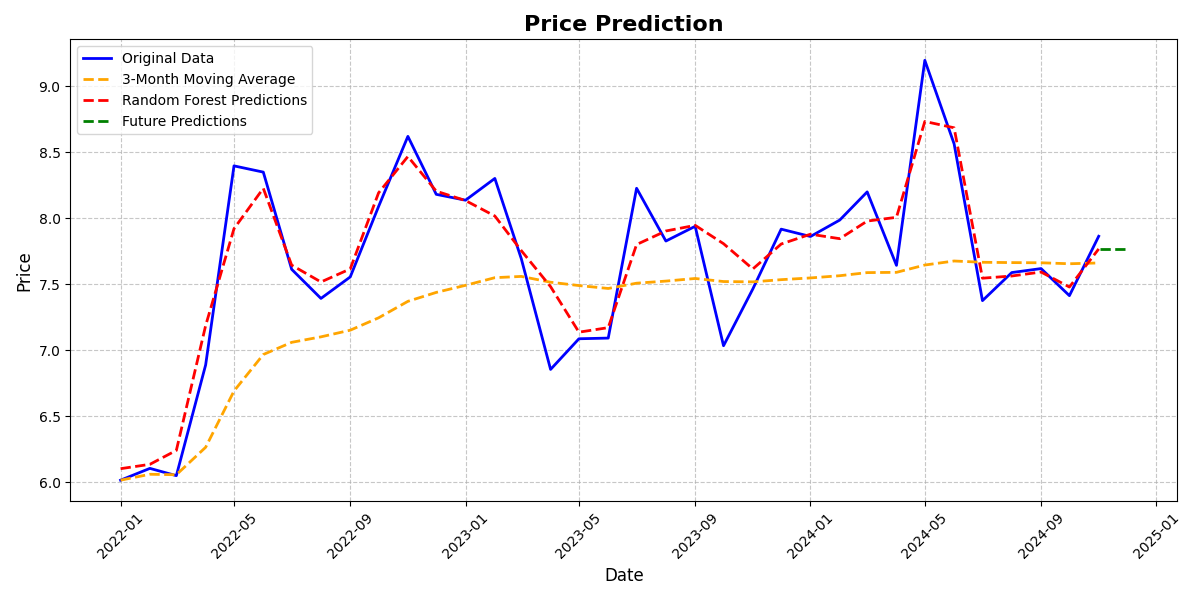 Price Prediction
Original Data
3-Month Moving Average
Random Forest Predictions
Future Predictions
Price
9.0
8.5
8.0
7.5
7.0
6.5
6.0
2022-01
2022-05
2022-09
2023-01
2023-05
2023-09
2024-01
2024-05
2024-09
2025-01
Date